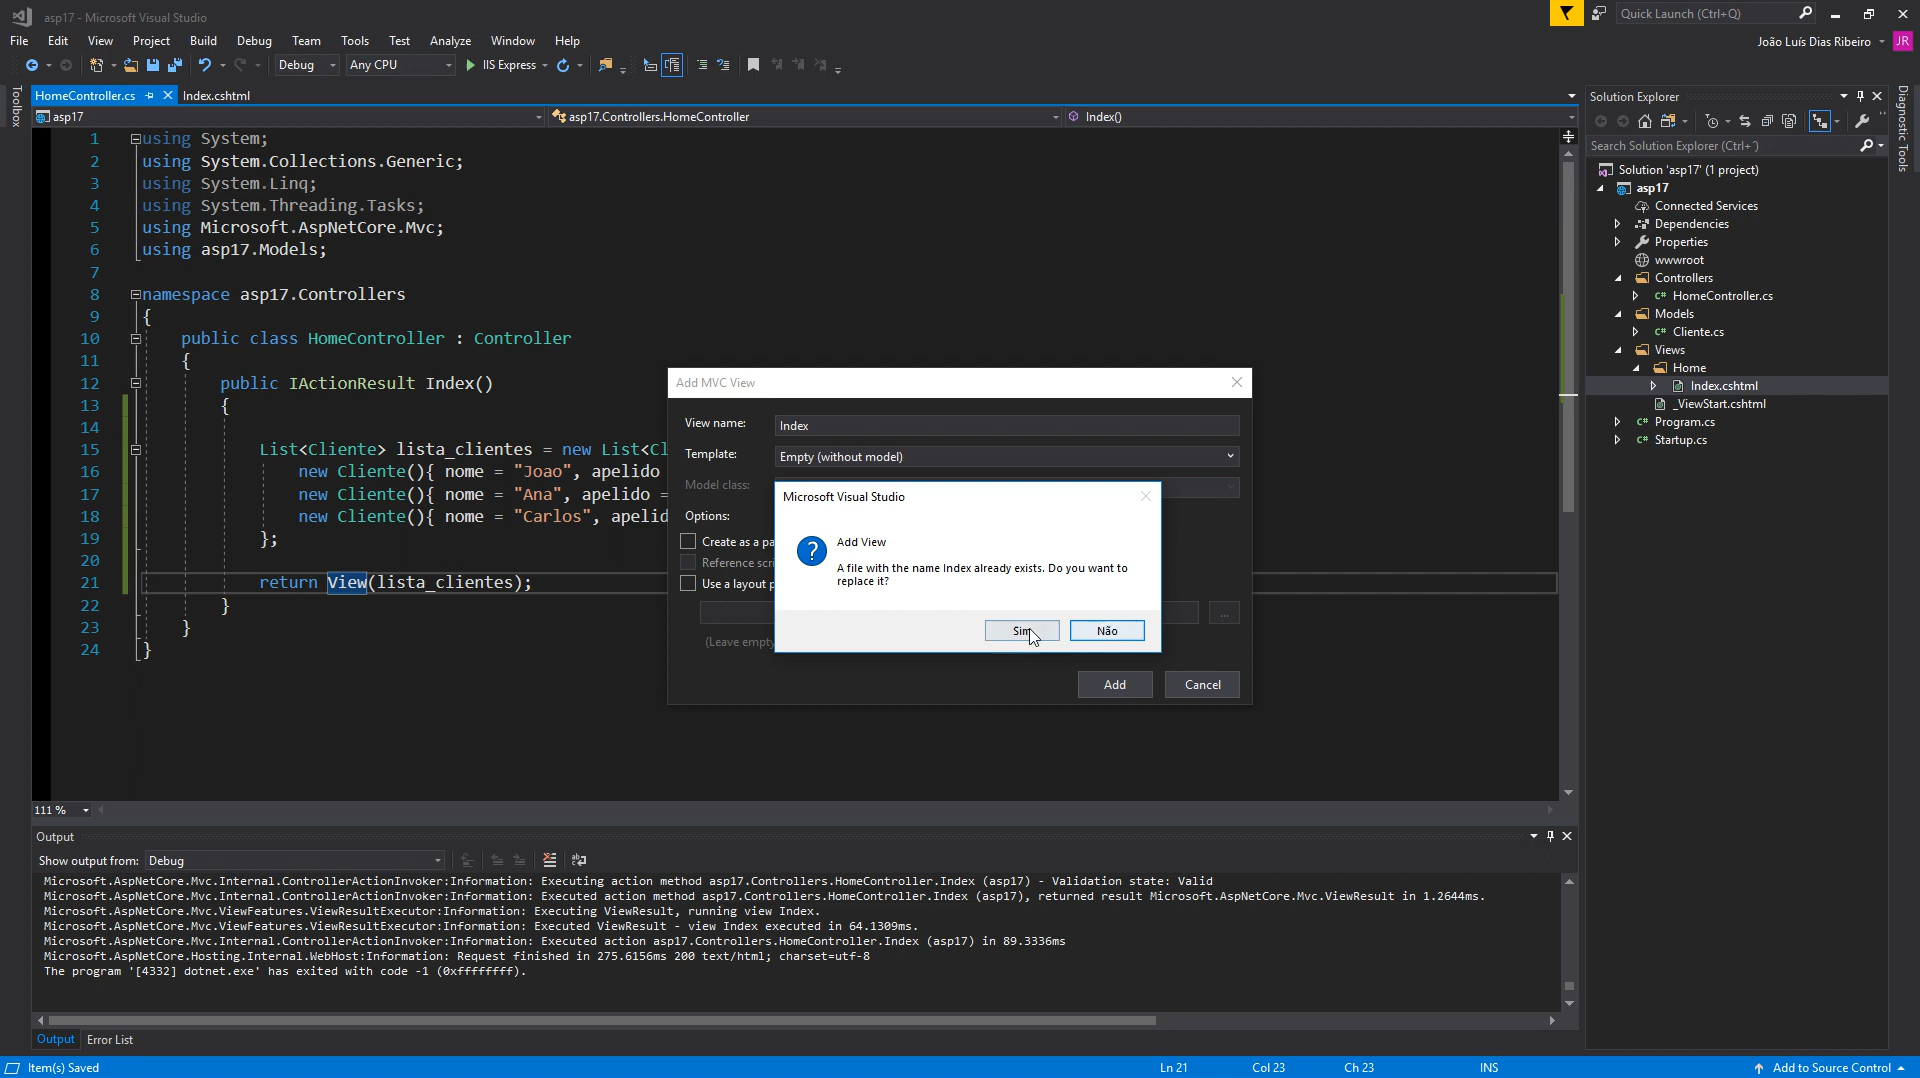 asp17 - Microsoft Visual Studio
Quick Launch (Ctrl+Q)
File Edit View Project Build Debug Team Tools Test Analyze Window Help
João Luís Dias Ribeiro JR
Debug Any CPU IIS Express
Toolbox
HomeController.cs Index.cshtml
asp17 asp17.Controllers.HomeController Index()
1 using System;
2 using System.Collections.Generic;
3 using System.Linq;
4 using System.Threading.Tasks;
5 using Microsoft.AspNetCore.Mvc;
6 using asp17.Models;
7
8 namespace asp17.Controllers
9 {
10 public class HomeController : Controller
11 {
12 public IActionResult Index()
13 {
14
15 List<Cliente> lista_clientes = new List<Cl
16 new Cliente(){ nome = "Joao", apelido
17 new Cliente(){ nome = "Ana", apelido =
18 new Cliente(){ nome = "Carlos", apelid
19 };
20
21 return View(lista_clientes);
22 }
23 }
24 }
Add MVC View
View name: Index
Template: Empty (without model)
Model class:
Options:
Create as a pa
Reference scri
Use a layout p
...
(Leave empty
Add Cancel
Microsoft Visual Studio
Add View
A file with the name Index already exists. Do you want to
replace it?
Sim Não
111 %
Output
Show output from: Debug
Microsoft.AspNetCore.Mvc.Internal.ControllerActionInvoker:Information: Executing action method asp17.Controllers.HomeController.Index (asp17) - Validation state: Valid
Microsoft.AspNetCore.Mvc.Internal.ControllerActionInvoker:Information: Executed action method asp17.Controllers.HomeController.Index (asp17), returned result Microsoft.AspNetCore.Mvc.ViewResult in 1.2644ms.
Microsoft.AspNetCore.Mvc.ViewFeatures.ViewResultExecutor:Information: Executing ViewResult, running view Index.
Microsoft.AspNetCore.Mvc.ViewFeatures.ViewResultExecutor:Information: Executed ViewResult - view Index executed in 64.1309ms.
Microsoft.AspNetCore.Mvc.Internal.ControllerActionInvoker:Information: Executed action asp17.Controllers.HomeController.Index (asp17) in 89.3336ms
Microsoft.AspNetCore.Hosting.Internal.WebHost:Information: Request finished in 275.6156ms 200 text/html; charset=utf-8
The program '[4332] dotnet.exe' has exited with code -1 (0xffffffff).
Output Error List
Solution Explorer
Search Solution Explorer (Ctrl+´)
Solution 'asp17' (1 project)
asp17
Connected Services
Dependencies
Properties
wwwroot
Controllers
C# HomeController.cs
Models
C# Cliente.cs
Views
Home
Index.cshtml
_ViewStart.cshtml
C# Program.cs
C# Startup.cs
Diagnostic Tools
Item(s) Saved Ln 21 Col 23 Ch 23 INS Add to Source Control